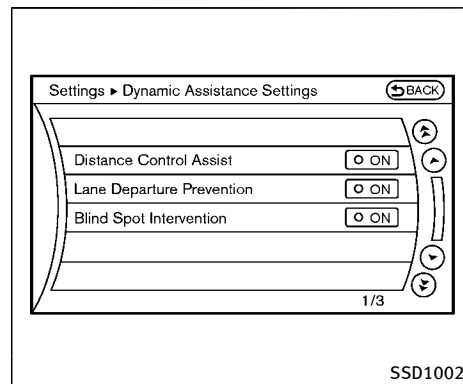 Settings ▸ Dynamic Assistance Settings BACK
Distance Control Assist ON
Lane Departure Prevention ON
Blind Spot Intervention ON
1/3
SSD1002